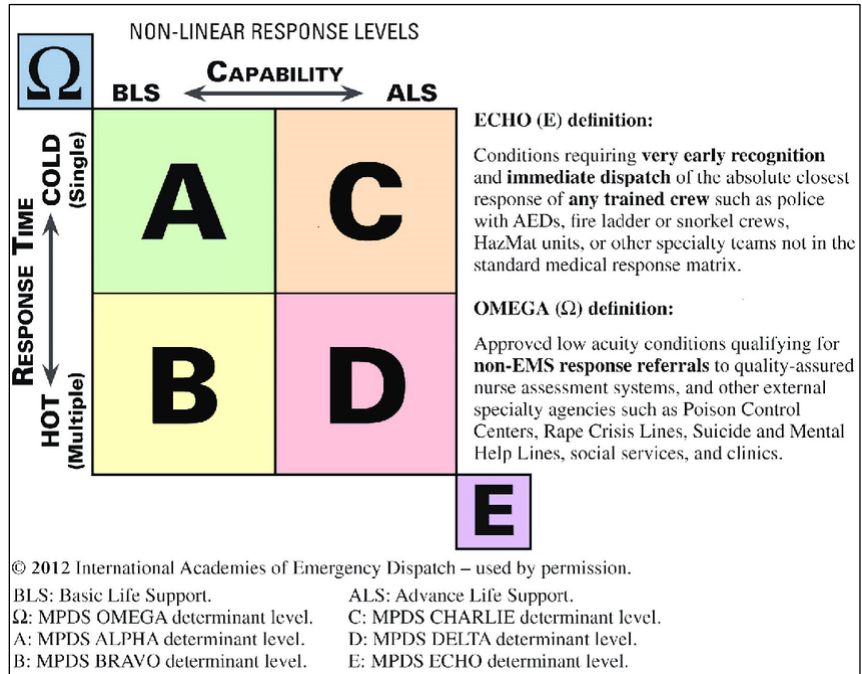 NON-LINEAR RESPONSE LEVELS
Ω
CAPABILITY
BLS
ALS
RESPONSE TIME
COLD
(Single)
HOT
(Multiple)
A
C
B
D
E
ECHO (E) definition:
Conditions requiring very early recognition
and immediate dispatch of the absolute closest
response of any trained crew such as police
with AEDs, fire ladder or snorkel crews,
HazMat units, or other specialty teams not in the
standard medical response matrix.
OMEGA (Ω) definition:
Approved low acuity conditions qualifying for
non-EMS response referrals to quality-assured
nurse assessment systems, and other external
specialty agencies such as Poison Control
Centers, Rape Crisis Lines, Suicide and Mental
Help Lines, social services, and clinics.
© 2012 International Academies of Emergency Dispatch – used by permission.
BLS: Basic Life Support.
ALS: Advance Life Support.
Ω: MPDS OMEGA determinant level.
C: MPDS CHARLIE determinant level.
A: MPDS ALPHA determinant level.
D: MPDS DELTA determinant level.
B: MPDS BRAVO determinant level.
E: MPDS ECHO determinant level.